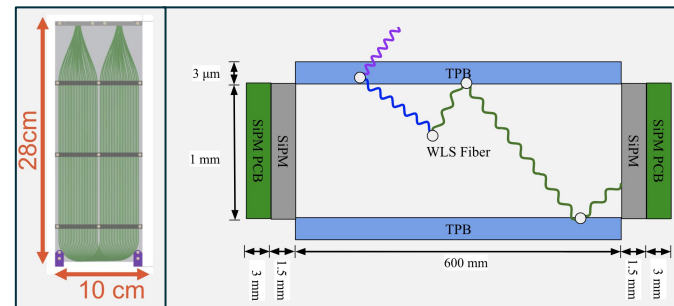 28cm
10 cm
3 μm
1 mm
SiPM PCB
SiPM
TPB
WLS Fiber
TPB
SiPM
SiPM PCB
3 mm
1.5 mm
600 mm
1.5 mm
3 mm